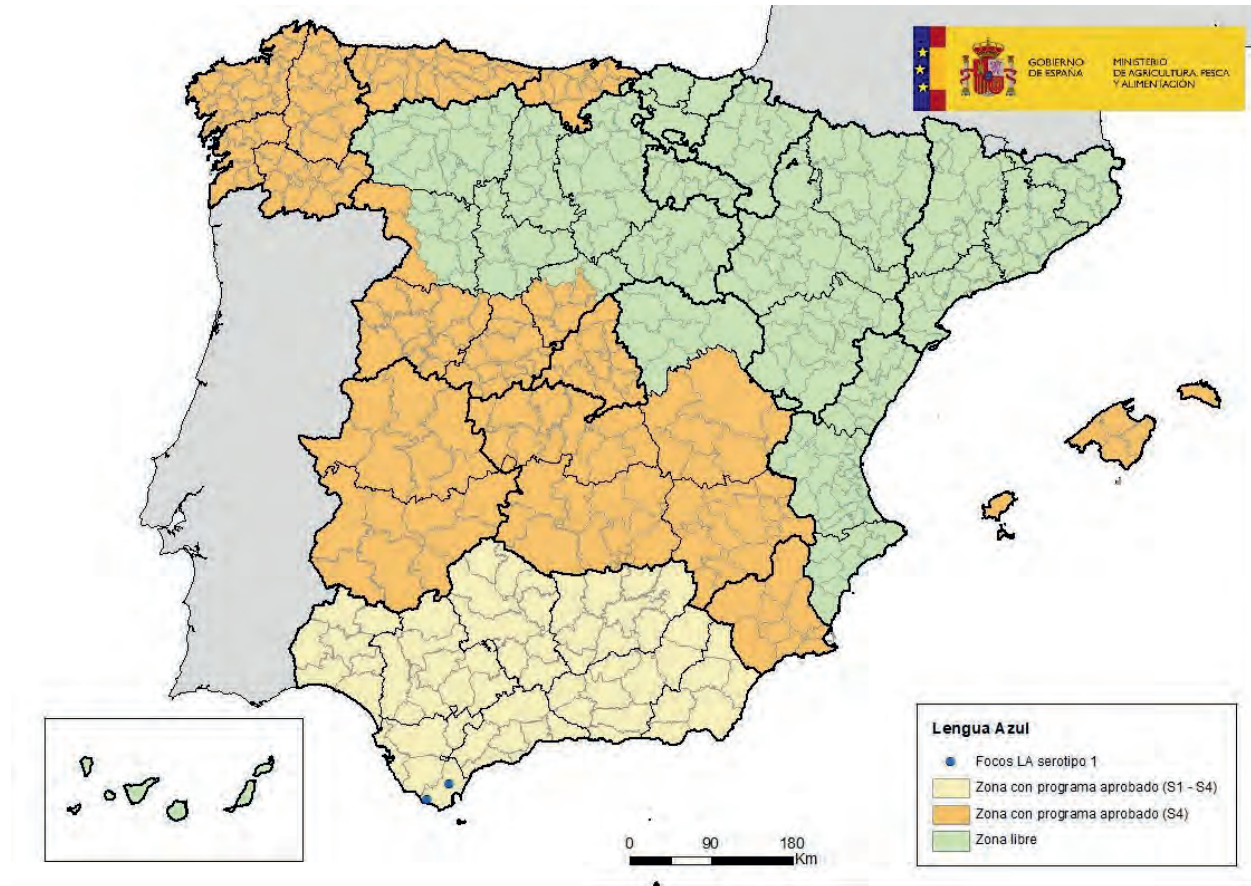 GOBIERNO
DE ESPAÑA
MINISTERIO
DE AGRICULTURA, PESCA
Y ALIMENTACIÓN
Lengua Azul
Focos LA serotipo 1
Zona con programa aprobado (S1 - S4)
Zona con programa aprobado (S4)
Zona libre
0 90 180
Km